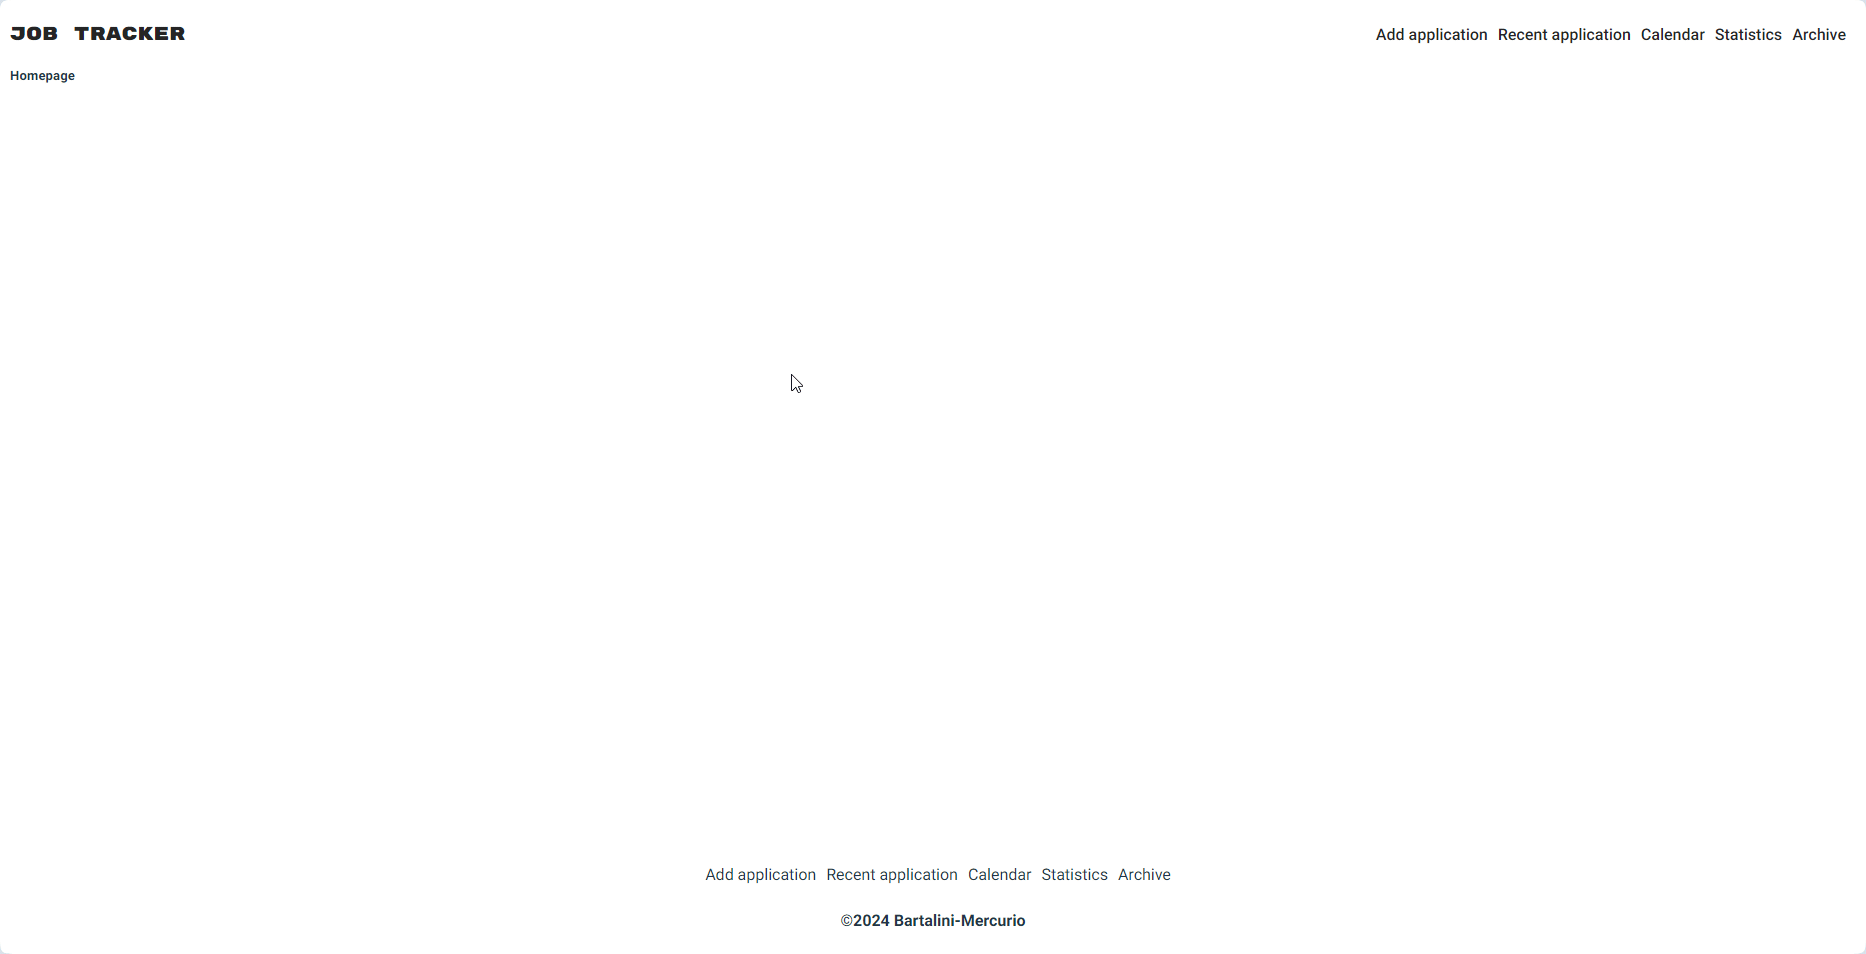 JOB TRACKER
Add application Recent application Calendar Statistics Archive
Homepage
Add application Recent application Calendar Statistics Archive
©2024 Bartalini-Mercurio